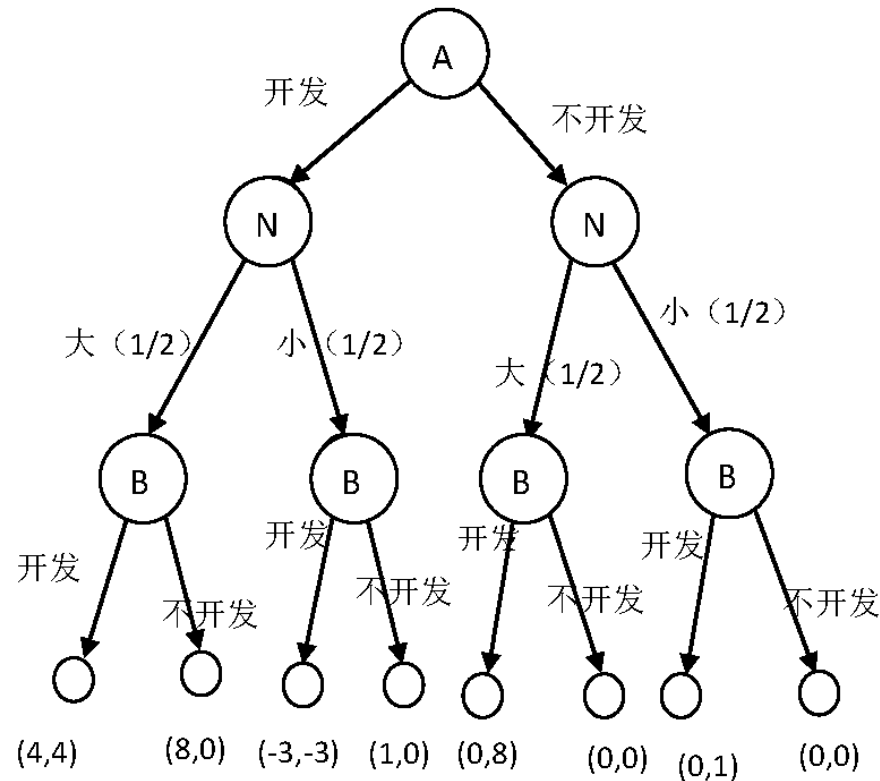 A
开发
不开发
N
N
大（1/2）
小（1/2）
大（1/2）
小（1/2）
B
B
B
B
开发
不开发
开发
不开发
开发
不开发
开发
不开发
(4,4)
(8,0)
(-3,-3)
(1,0)
(0,8)
(0,0)
(0,1)
(0,0)